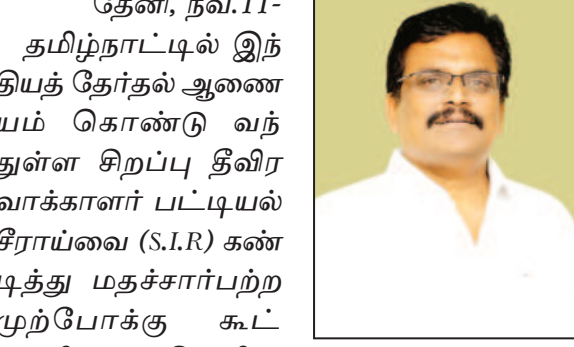 தேனி, நவ.11-
தமிழ்நாட்டில் இந்
தியத் தேர்தல் ஆணை
யம் கொண்டு வந்
துள்ள சிறப்பு தீவிர
வாக்காளர் பட்டியல்
சீராய்வை (S.I.R) கண்
டித்து மதச்சார்பற்ற
முற்போக்கு கூட்